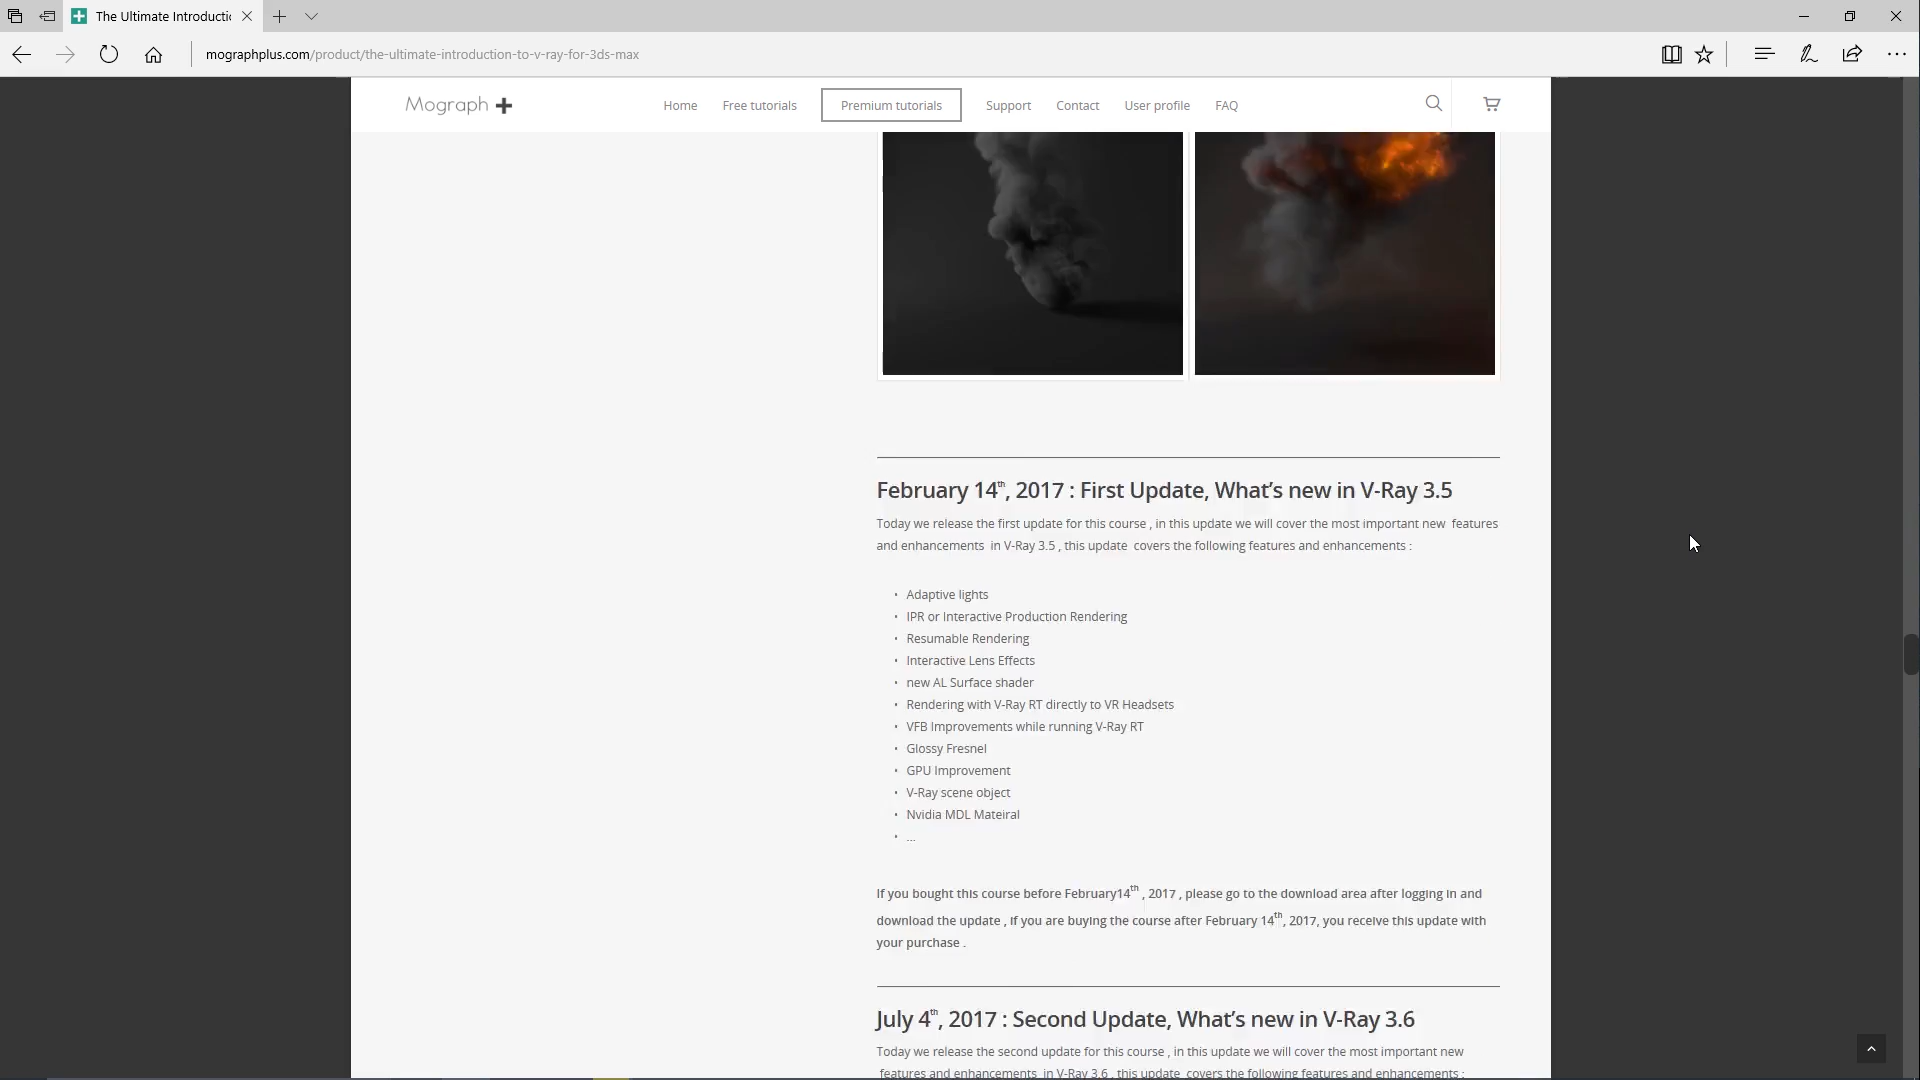 The Ultimate Introducti
mographplus.com/product/the-ultimate-introduction-to-v-ray-for-3ds-max
Mograph
Home Free tutorials Premium tutorials Support Contact User profile FAQ
February 14th, 2017 : First Update, What's new in V-Ray 3.5
Today we release the first update for this course , in this update we will cover the most important new features
and enhancements in V-Ray 3.5 , this update covers the following features and enhancements :
• Adaptive lights
• IPR or Interactive Production Rendering
• Resumable Rendering
• Interactive Lens Effects
• new AL Surface shader
• Rendering with V-Ray RT directly to VR Headsets
• VFB Improvements while running V-Ray RT
• Glossy Fresnel
• GPU Improvement
• V-Ray scene object
• Nvidia MDL Mateiral
• ...
If you bought this course before February14th , 2017 , please go to the download area after logging in and
download the update , if you are buying the course after February 14th, 2017, you receive this update with
your purchase .
July 4th, 2017 : Second Update, What's new in V-Ray 3.6
Today we release the second update for this course , in this update we will cover the most important new
features and enhancements in V-Ray 3.6 , this update covers the following features and enhancements :